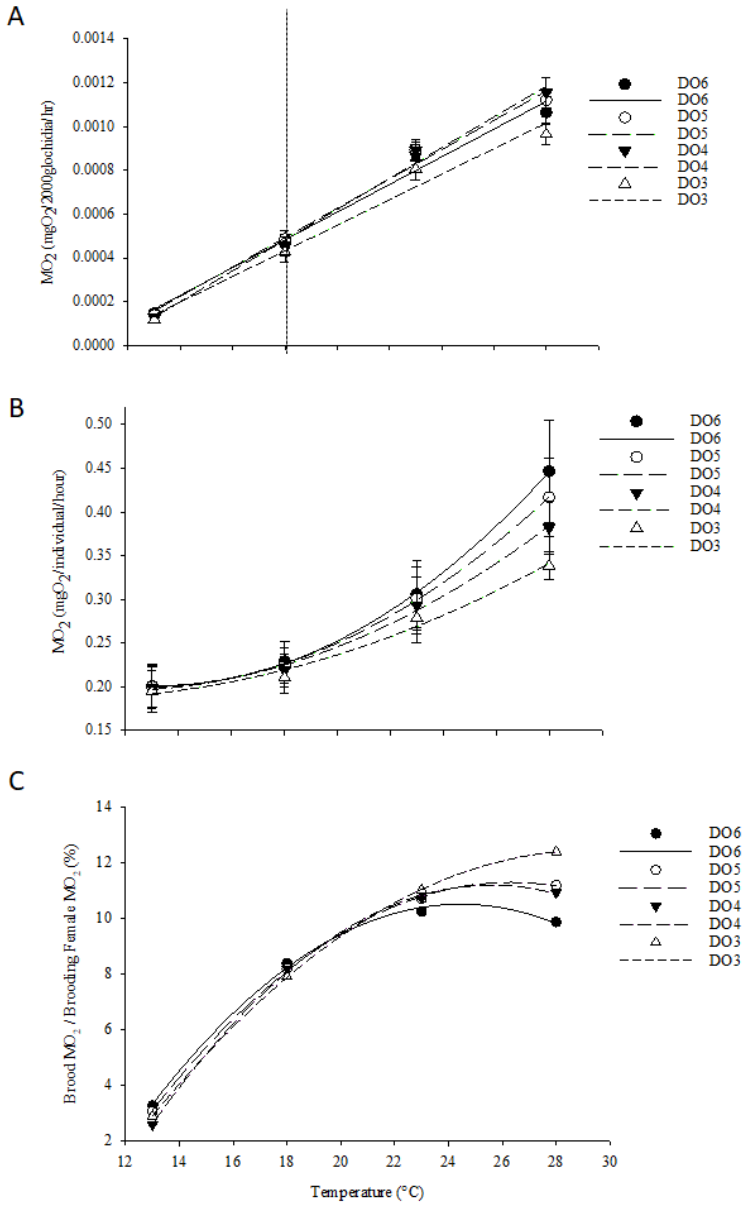 A
MO2 (mgO2/2000glochidia/hr)
0.0014
0.0012
0.0010
0.0008
0.0006
0.0004
0.0002
0.0000
DO6
DO6
DO5
DO5
DO4
DO4
DO3
DO3
B
MO2 (mgO2/individual/hour)
0.50
0.45
0.40
0.35
0.30
0.25
0.20
0.15
DO6
DO6
DO5
DO5
DO4
DO4
DO3
DO3
C
Brood MO2 / Brooding Female MO2 (%)
14
12
10
8
6
4
2
12 14 16 18 20 22 24 26 28 30
Temperature (°C)
DO6
DO6
DO5
DO5
DO4
DO4
DO3
DO3